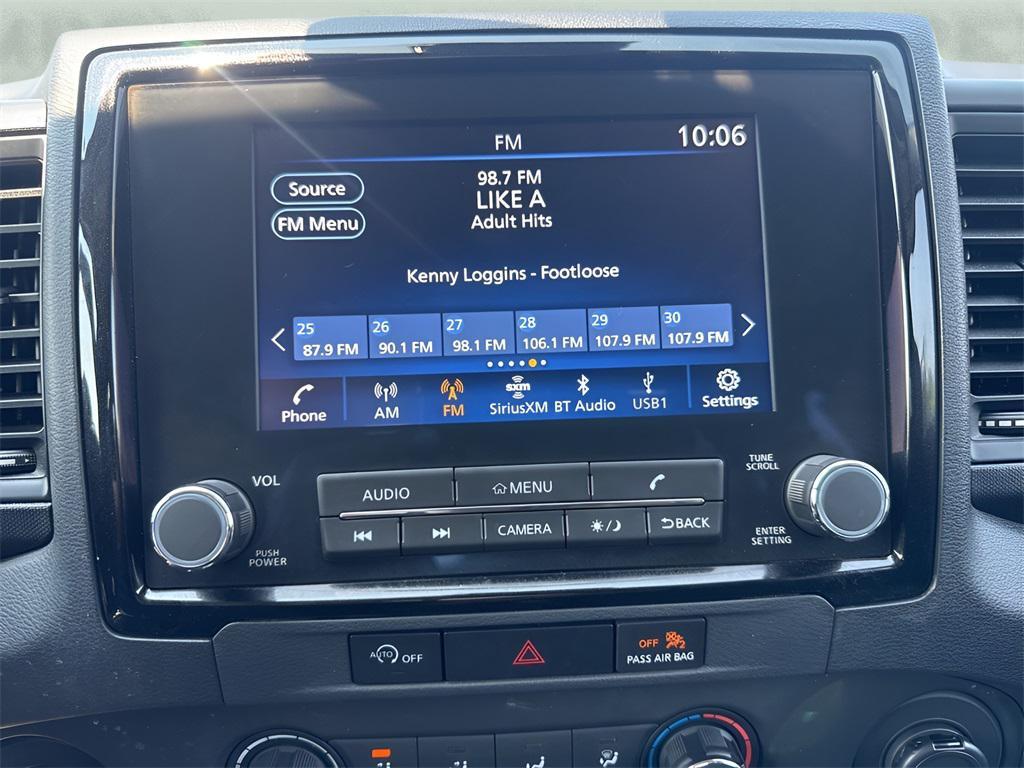 FM
10:06
98.7 FM
Source
LIKE A
FM Menu
Adult Hits
Kenny Loggins - Footloose
25 26 27 28 29 30
87.9 FM 90.1 FM 98.1 FM 106.1 FM 107.9 FM 107.9 FM
sxm
Phone AM FM SiriusXM BT Audio USB1 Settings
VOL
TUNE
SCROLL
AUDIO MENU
CAMERA BACK
PUSH
POWER
ENTER
SETTING
AUTO OFF
OFF 2
PASS AIR BAG